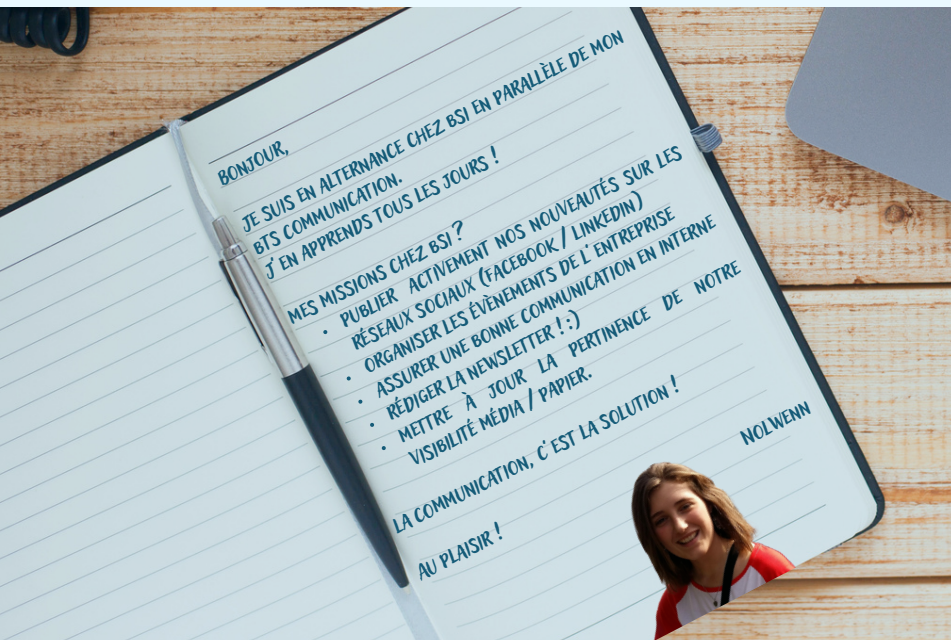 BONJOUR,
JE SUIS EN ALTERNANCE CHEZ BSI EN PARALLÈLE DE MON
BTS COMMUNICATION.
J'EN APPRENDS TOUS LES JOURS !
MES MISSIONS CHEZ BSI ?
• PUBLIER ACTIVEMENT NOS NOUVEAUTÉS SUR LES
RÉSEAUX SOCIAUX (FACEBOOK / LINKEDIN)
• ORGANISER LES ÉVÈNEMENTS DE L'ENTREPRISE
• ASSURER UNE BONNE COMMUNICATION EN INTERNE
• RÉDIGER LA NEWSLETTER ! :)
• METTRE À JOUR LA PERTINENCE DE NOTRE
VISIBILITÉ MÉDIA / PAPIER.
LA COMMUNICATION, C'EST LA SOLUTION !
NOLWENN
AU PLAISIR !